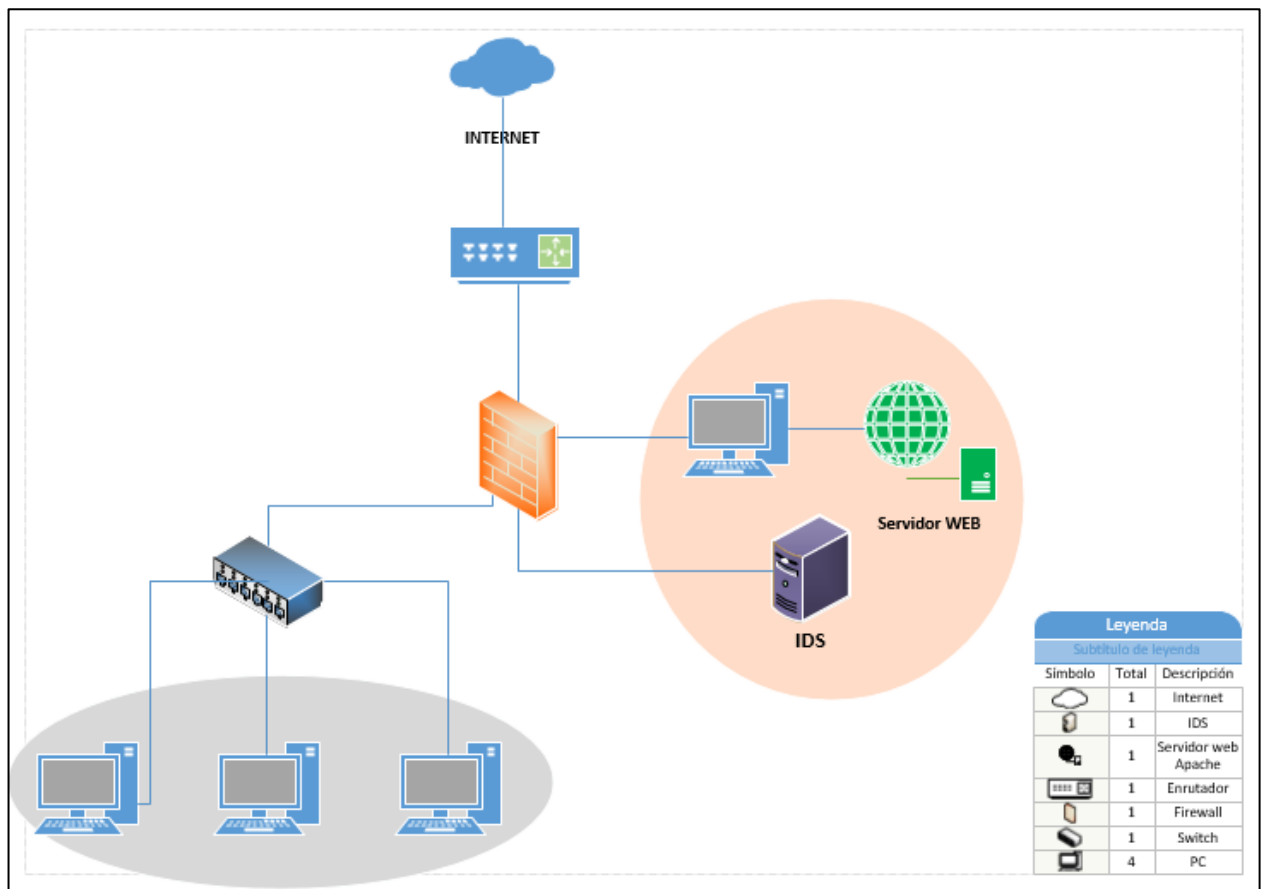 INTERNET
Servidor WEB
IDS
Leyenda
Subtítulo de leyenda
Símbolo Total Descripción
1 Internet
1 IDS
1 Servidor web
Apache
1 Enrutador
1 Firewall
1 Switch
4 PC